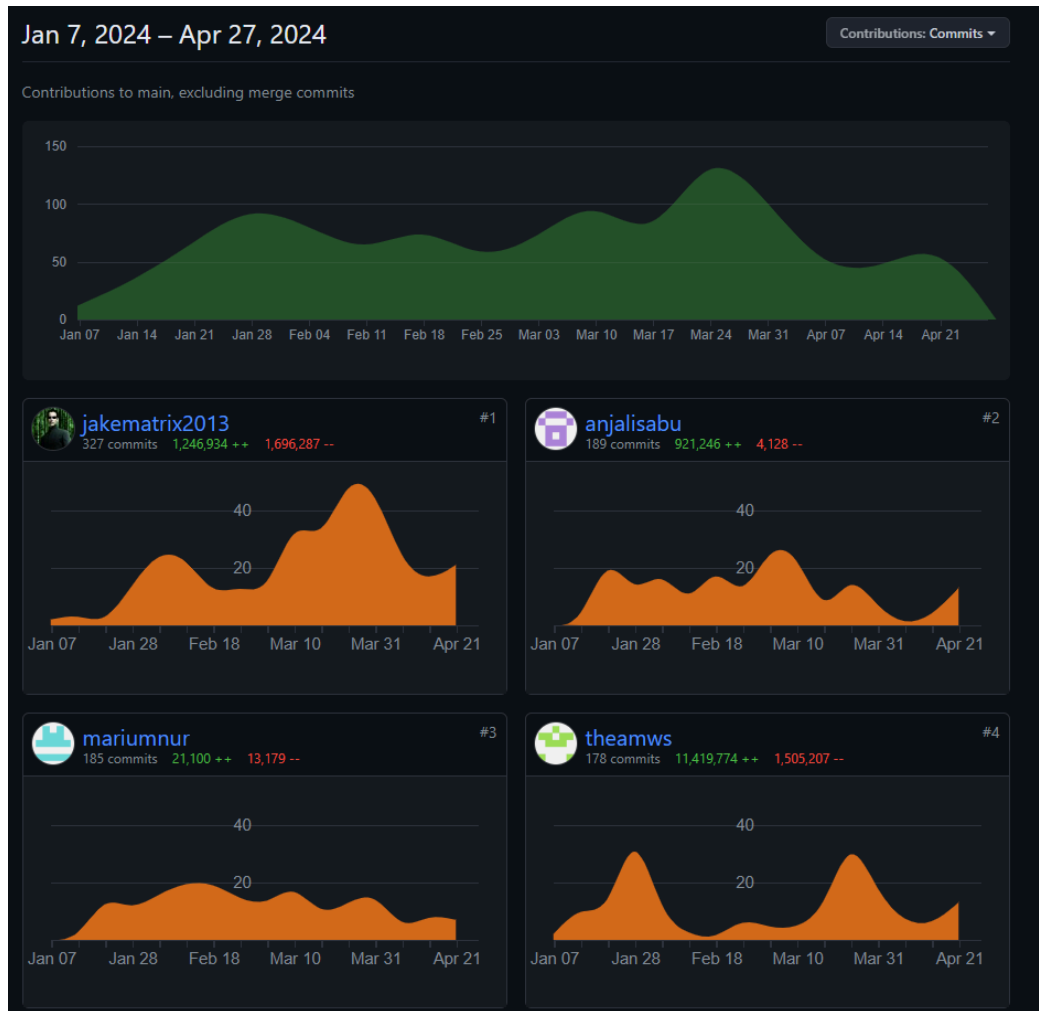 Jan 7, 2024 – Apr 27, 2024
Contributions: Commits
Contributions to main, excluding merge commits
150
100
50
0
Jan 07 Jan 14 Jan 21 Jan 28 Feb 04 Feb 11 Feb 18 Feb 25 Mar 03 Mar 10 Mar 17 Mar 24 Mar 31 Apr 07 Apr 14 Apr 21
jakematrix2013 #1
327 commits 1,246,934 ++ 1,696,287 --
40
20
Jan 07 Jan 28 Feb 18 Mar 10 Mar 31 Apr 21
anjalisabu #2
189 commits 921,246 ++ 4,128 --
40
20
Jan 07 Jan 28 Feb 18 Mar 10 Mar 31 Apr 21
mariumnur #3
185 commits 21,100 ++ 13,179 --
40
20
Jan 07 Jan 28 Feb 18 Mar 10 Mar 31 Apr 21
theamws #4
178 commits 11,419,774 ++ 1,505,207 --
40
20
Jan 07 Jan 28 Feb 18 Mar 10 Mar 31 Apr 21